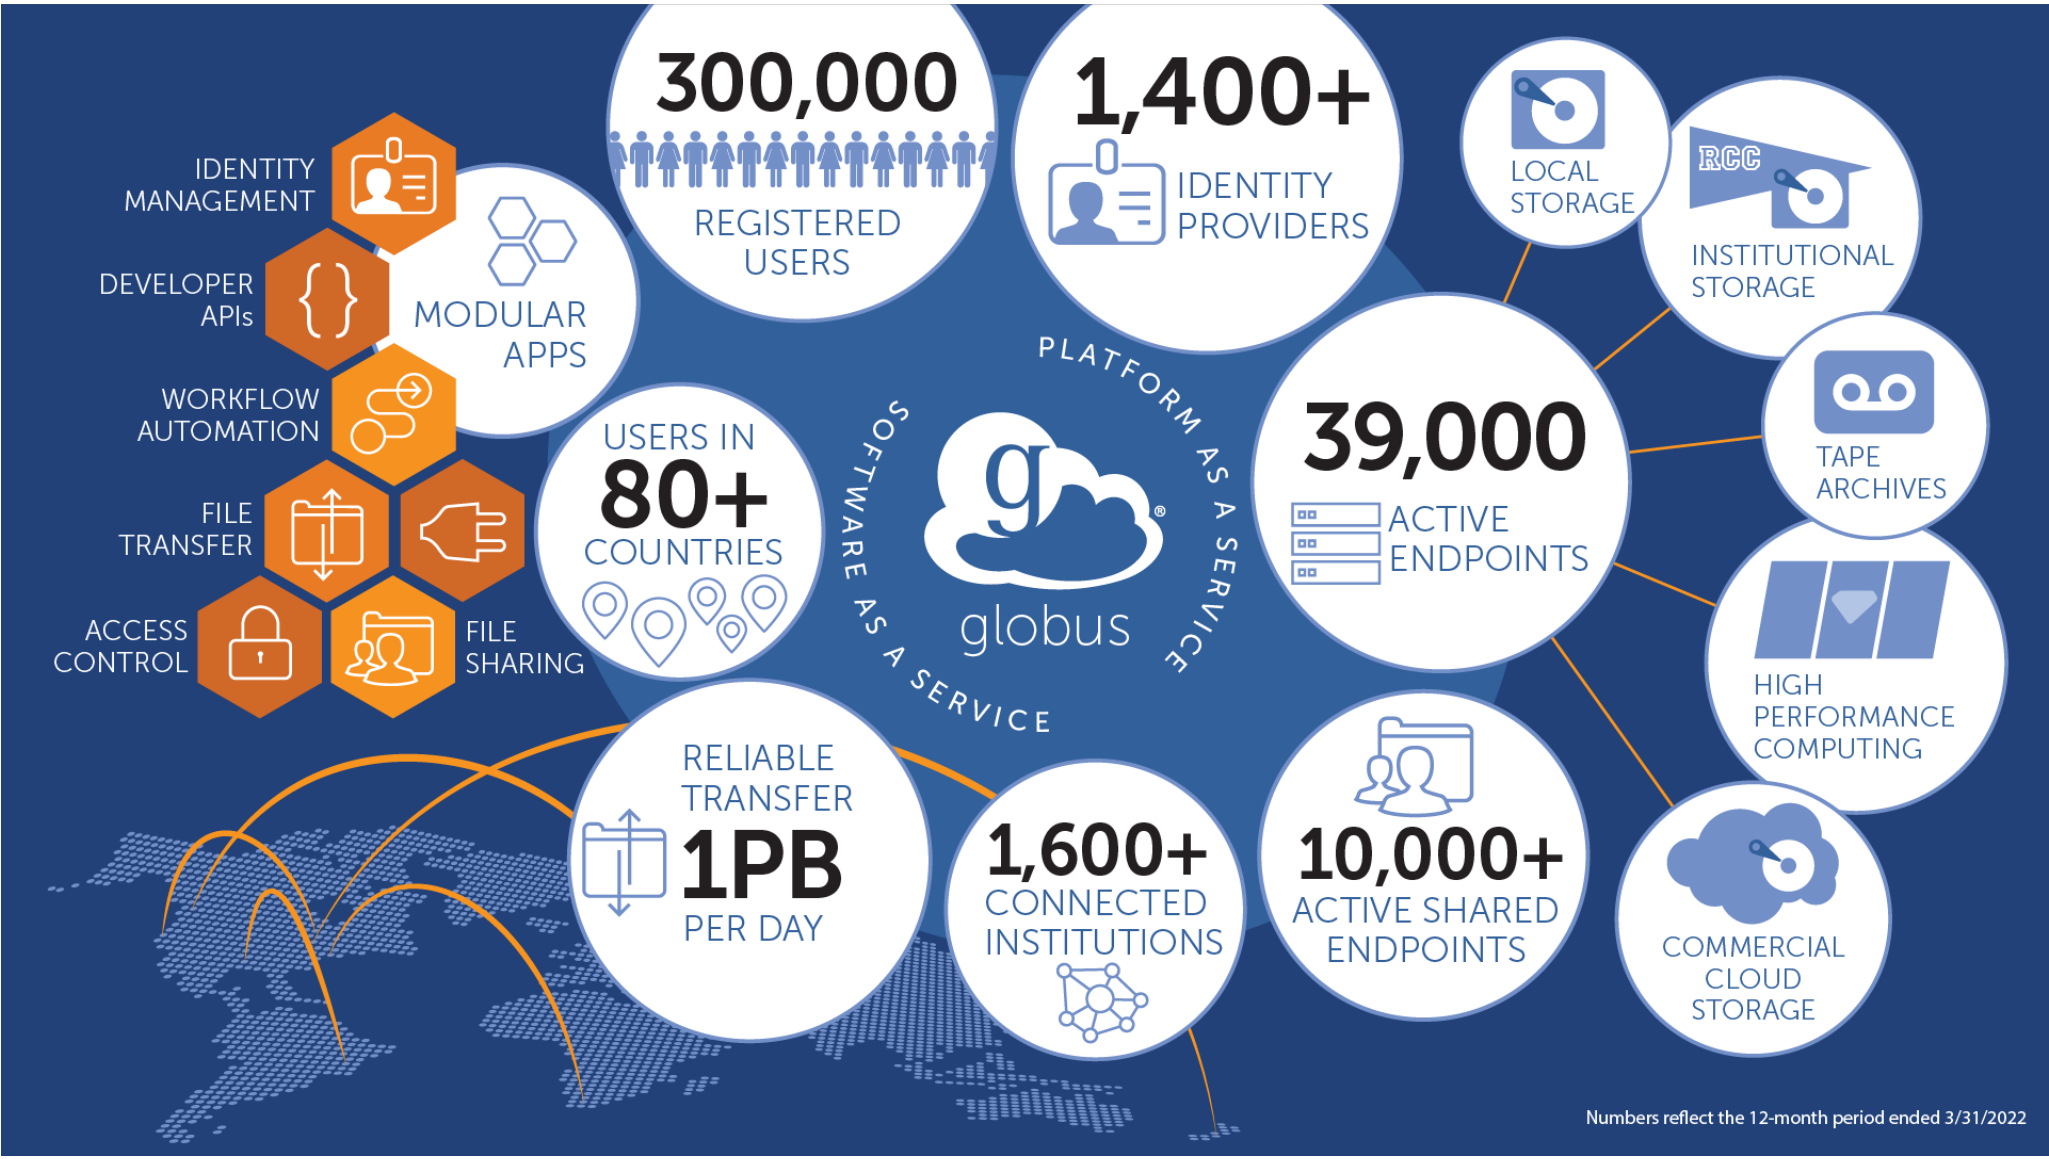 300,000
REGISTERED
USERS
1,400+
IDENTITY
PROVIDERS
LOCAL
STORAGE
RCC
INSTITUTIONAL
STORAGE
IDENTITY
MANAGEMENT
DEVELOPER
APIs
WORKFLOW
AUTOMATION
FILE
TRANSFER
ACCESS
CONTROL
FILE
SHARING
MODULAR
APPS
USERS IN
80+
COUNTRIES
SOFTWARE AS A SERVICE
PLATFORM AS A SERVICE
g
®
globus
39,000
ACTIVE
ENDPOINTS
TAPE
ARCHIVES
HIGH
PERFORMANCE
COMPUTING
COMMERCIAL
CLOUD
STORAGE
RELIABLE
TRANSFER
1PB
PER DAY
1,600+
CONNECTED
INSTITUTIONS
10,000+
ACTIVE SHARED
ENDPOINTS
Numbers reflect the 12-month period ended 3/31/2022